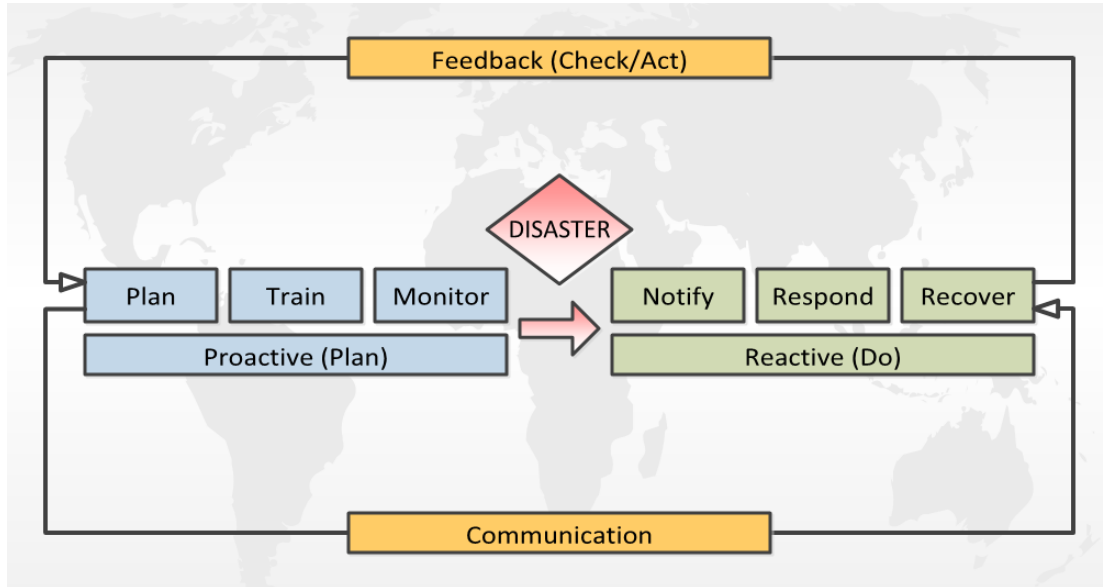 Feedback (Check/Act)
DISASTER
Plan
Train
Monitor
Notify
Respond
Recover
Proactive (Plan)
Reactive (Do)
Communication